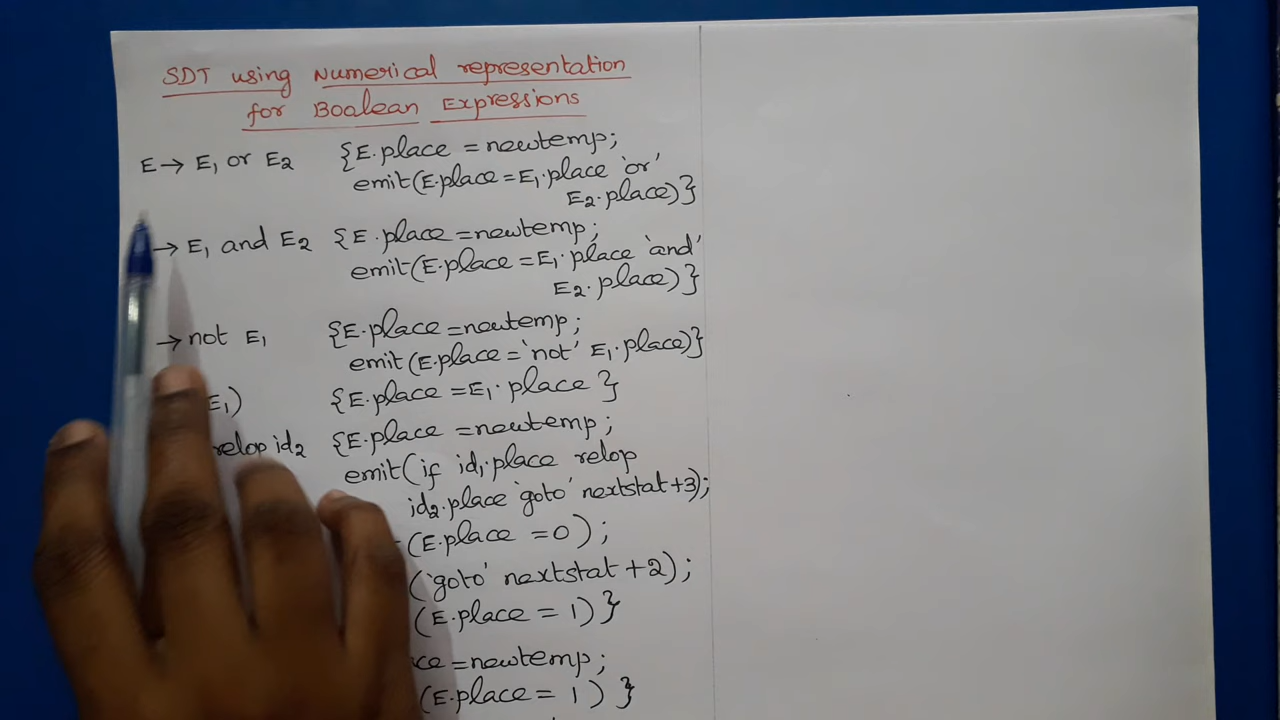 SDT using Numerical representation
for Boolean Expressions
E → E1 or E2 {E.place = newtemp;
emit(E.place = E1.place 'or'
E2.place)}
→ E1 and E2 {E.place = newtemp;
emit(E.place = E1.place 'and'
E2.place)}
→ not E1 {E.place = newtemp;
emit(E.place = 'not' E1.place)}
E1) {E.place = E1.place}
relop id2 {E.place = newtemp;
emit(if id1.place relop
id2.place 'goto' nextstat+3);
(E.place = 0);
('goto' nextstat+2);
(E.place = 1)}
= newtemp;
(E.place = 1)}